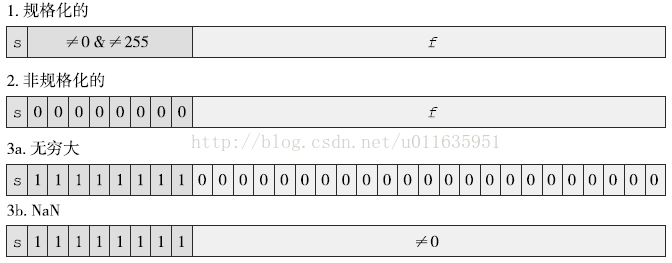 1. 规格化的
s ≠0 & ≠255 f
2. 非规格化的
s 0 0 0 0 0 0 0 0 f
http://blog.csdn.net/u011635951
3a. 无穷大
s 1 1 1 1 1 1 1 1 0 0 0 0 0 0 0 0 0 0 0 0 0 0 0 0 0 0 0 0 0 0 0
3b. NaN
s 1 1 1 1 1 1 1 1 ≠0